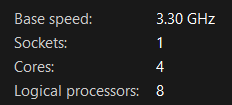 Base speed: 3.30 GHz
Sockets: 1
Cores: 4
Logical processors: 8